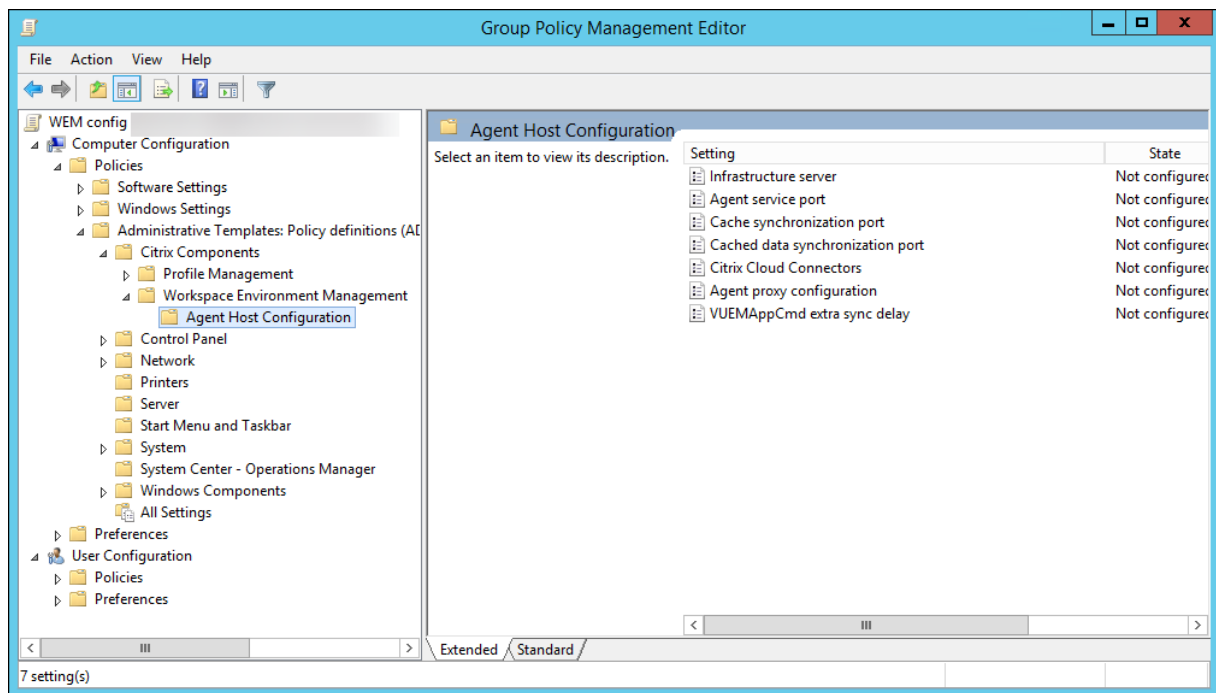 Group Policy Management Editor
File Action View Help
WEM config
Computer Configuration
Policies
Software Settings
Windows Settings
Administrative Templates: Policy definitions (AD
Citrix Components
Profile Management
Workspace Environment Management
Agent Host Configuration
Control Panel
Network
Printers
Server
Start Menu and Taskbar
System
System Center - Operations Manager
Windows Components
All Settings
Preferences
User Configuration
Policies
Preferences
Agent Host Configuration
Select an item to view its description.
Setting State
Infrastructure server Not configured
Agent service port Not configured
Cache synchronization port Not configured
Cached data synchronization port Not configured
Citrix Cloud Connectors Not configured
Agent proxy configuration Not configured
VUEMAppCmd extra sync delay Not configured
Extended Standard
7 setting(s)